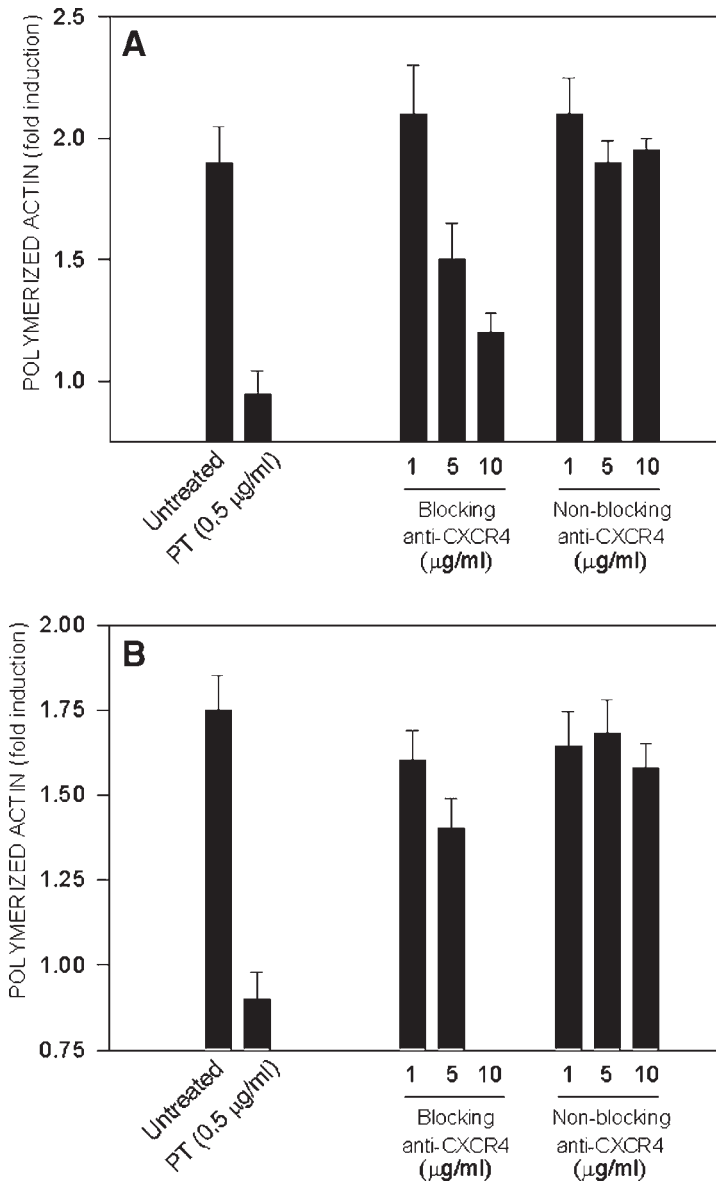 A
POLYMERIZED ACTIN (fold induction)
2.5
2.0
1.5
1.0
Untreated
PT (0,5 μg/ml)
1 5 10
Blocking
anti-CXCR4
(μg/ml)
1 5 10
Non-blocking
anti-CXCR4
(μg/ml)
B
POLYMERIZED ACTIN (fold induction)
2.00
1.75
1.50
1.25
1.00
0.75
Untreated
PT (0,5 μg/ml)
1 5 10
Blocking
anti-CXCR4
(μg/ml)
1 5 10
Non-blocking
anti-CXCR4
(μg/ml)